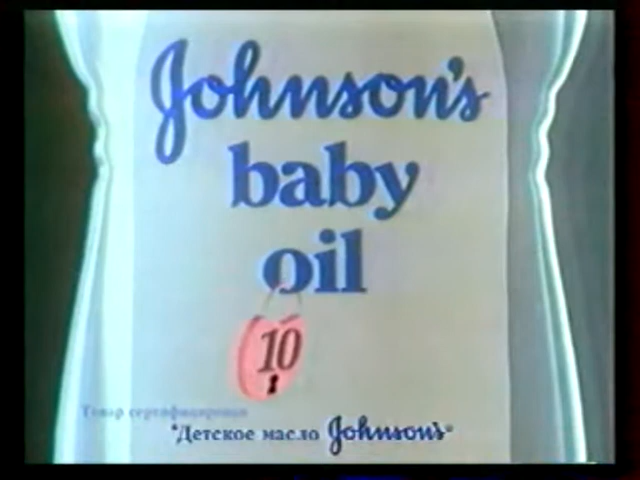 Johnson's
baby
oil
10
Товар сертифицирован
"Детское масло Johnson's"